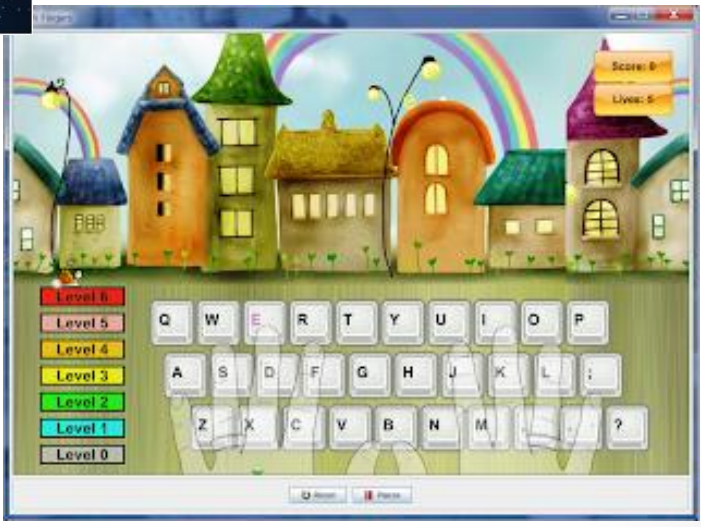 Fingers
Score: 0
Lives: 5
Level 6
Level 5
Level 4
Level 3
Level 2
Level 1
Level 0
Q W E R T Y U I O P
A S D F G H J K L ;
Z X C V B N M , . ?
Reset
Pause